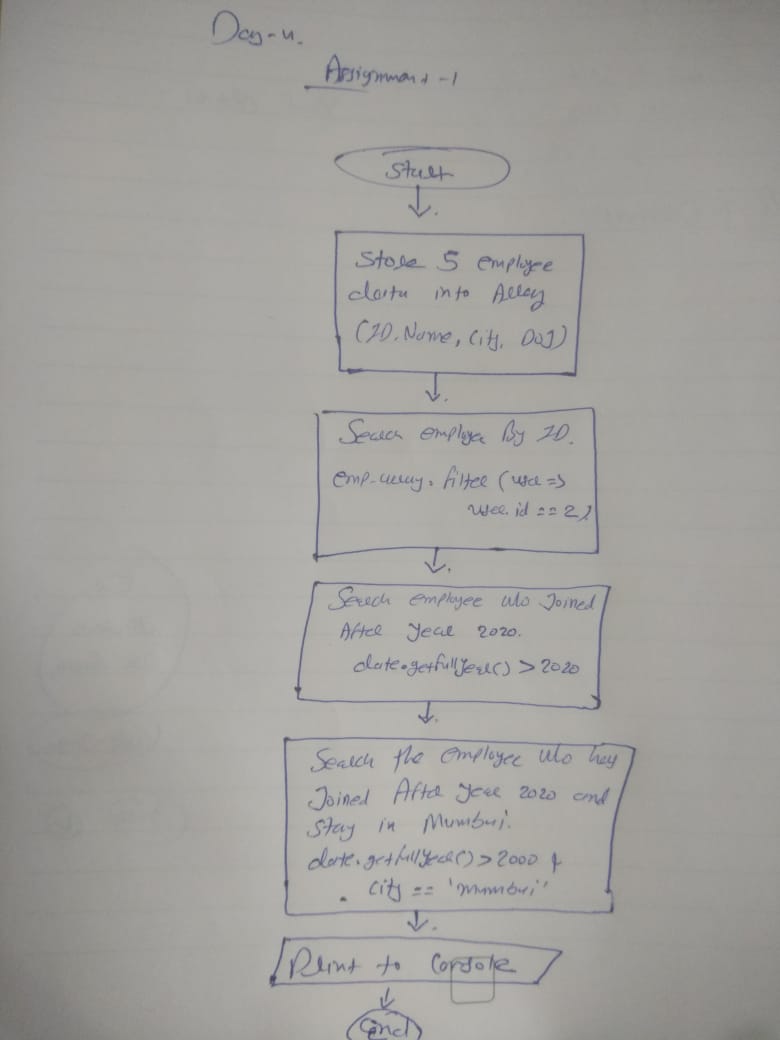 Day-4.
Assignment-1
Start
Store 5 employee
data into Array
(ID, Name, City, DOJ)
Search employee By ID.
emp-array.filter (user =>
user.id == 2)
Search employee who Joined
After year 2020.
date.getfullyear() > 2020
Search the employee who hey
Joined After year 2020 and
stay in Mumbai.
date.getfullyear() > 2000 &
. city == 'mumbai'
Print to Console
End